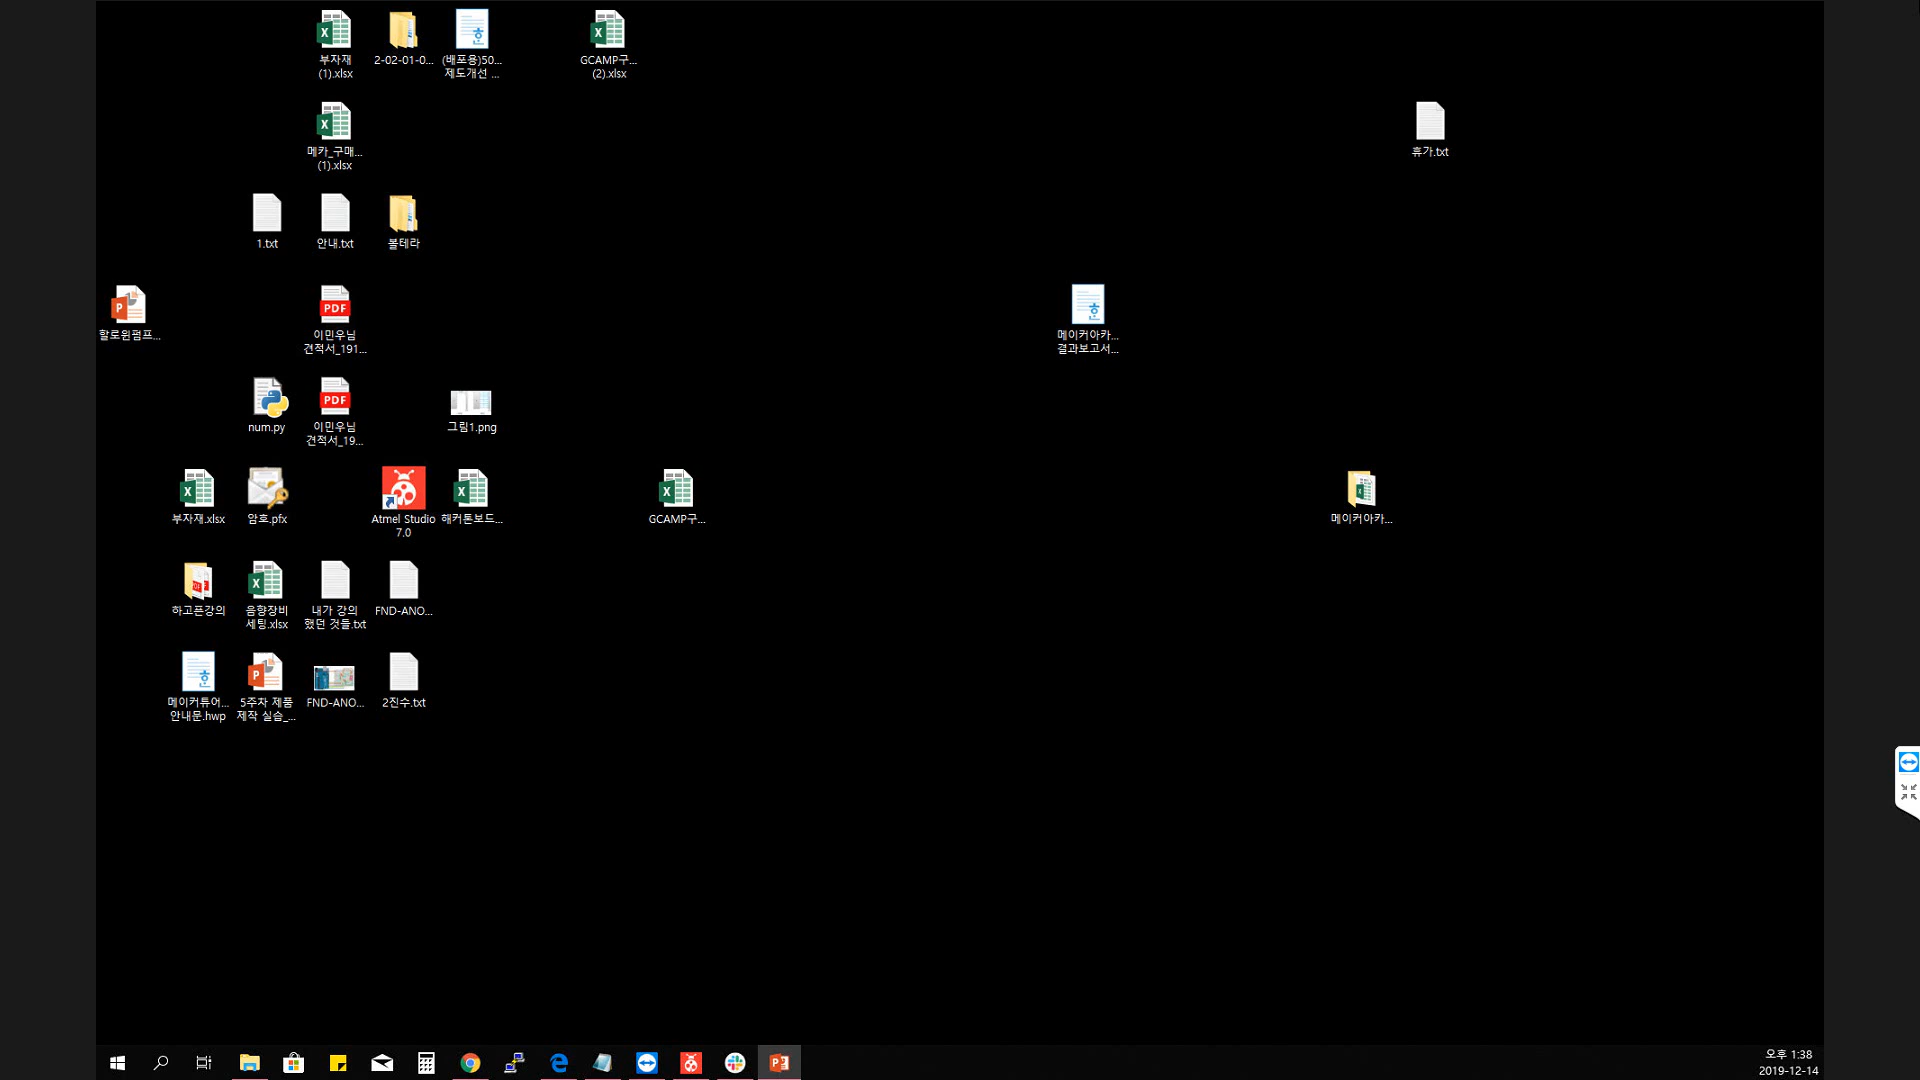 부자재
(1).xlsx
2-02-01-0...
(배포용)50...
제도개선 ...
GCAMP구...
(2).xlsx
메카_구매...
(1).xlsx
휴가.txt
1.txt
안내.txt
볼테라
할로윈펌프...
이민우님
견적서_191...
메이커아카...
결과보고서...
num.py
이민우님
견적서_19...
그림1.png
부자재.xlsx
암호.pfx
Atmel Studio
7.0
해커톤보드...
GCAMP구...
메이커아카...
하고픈강의
음향장비
세팅.xlsx
내가 강의
했던 것들.txt
FND-ANO...
메이커튜어...
안내문.hwp
5주차 제품
제작 실습_...
FND-ANO...
2진수.txt
오후 1:38
2019-12-14